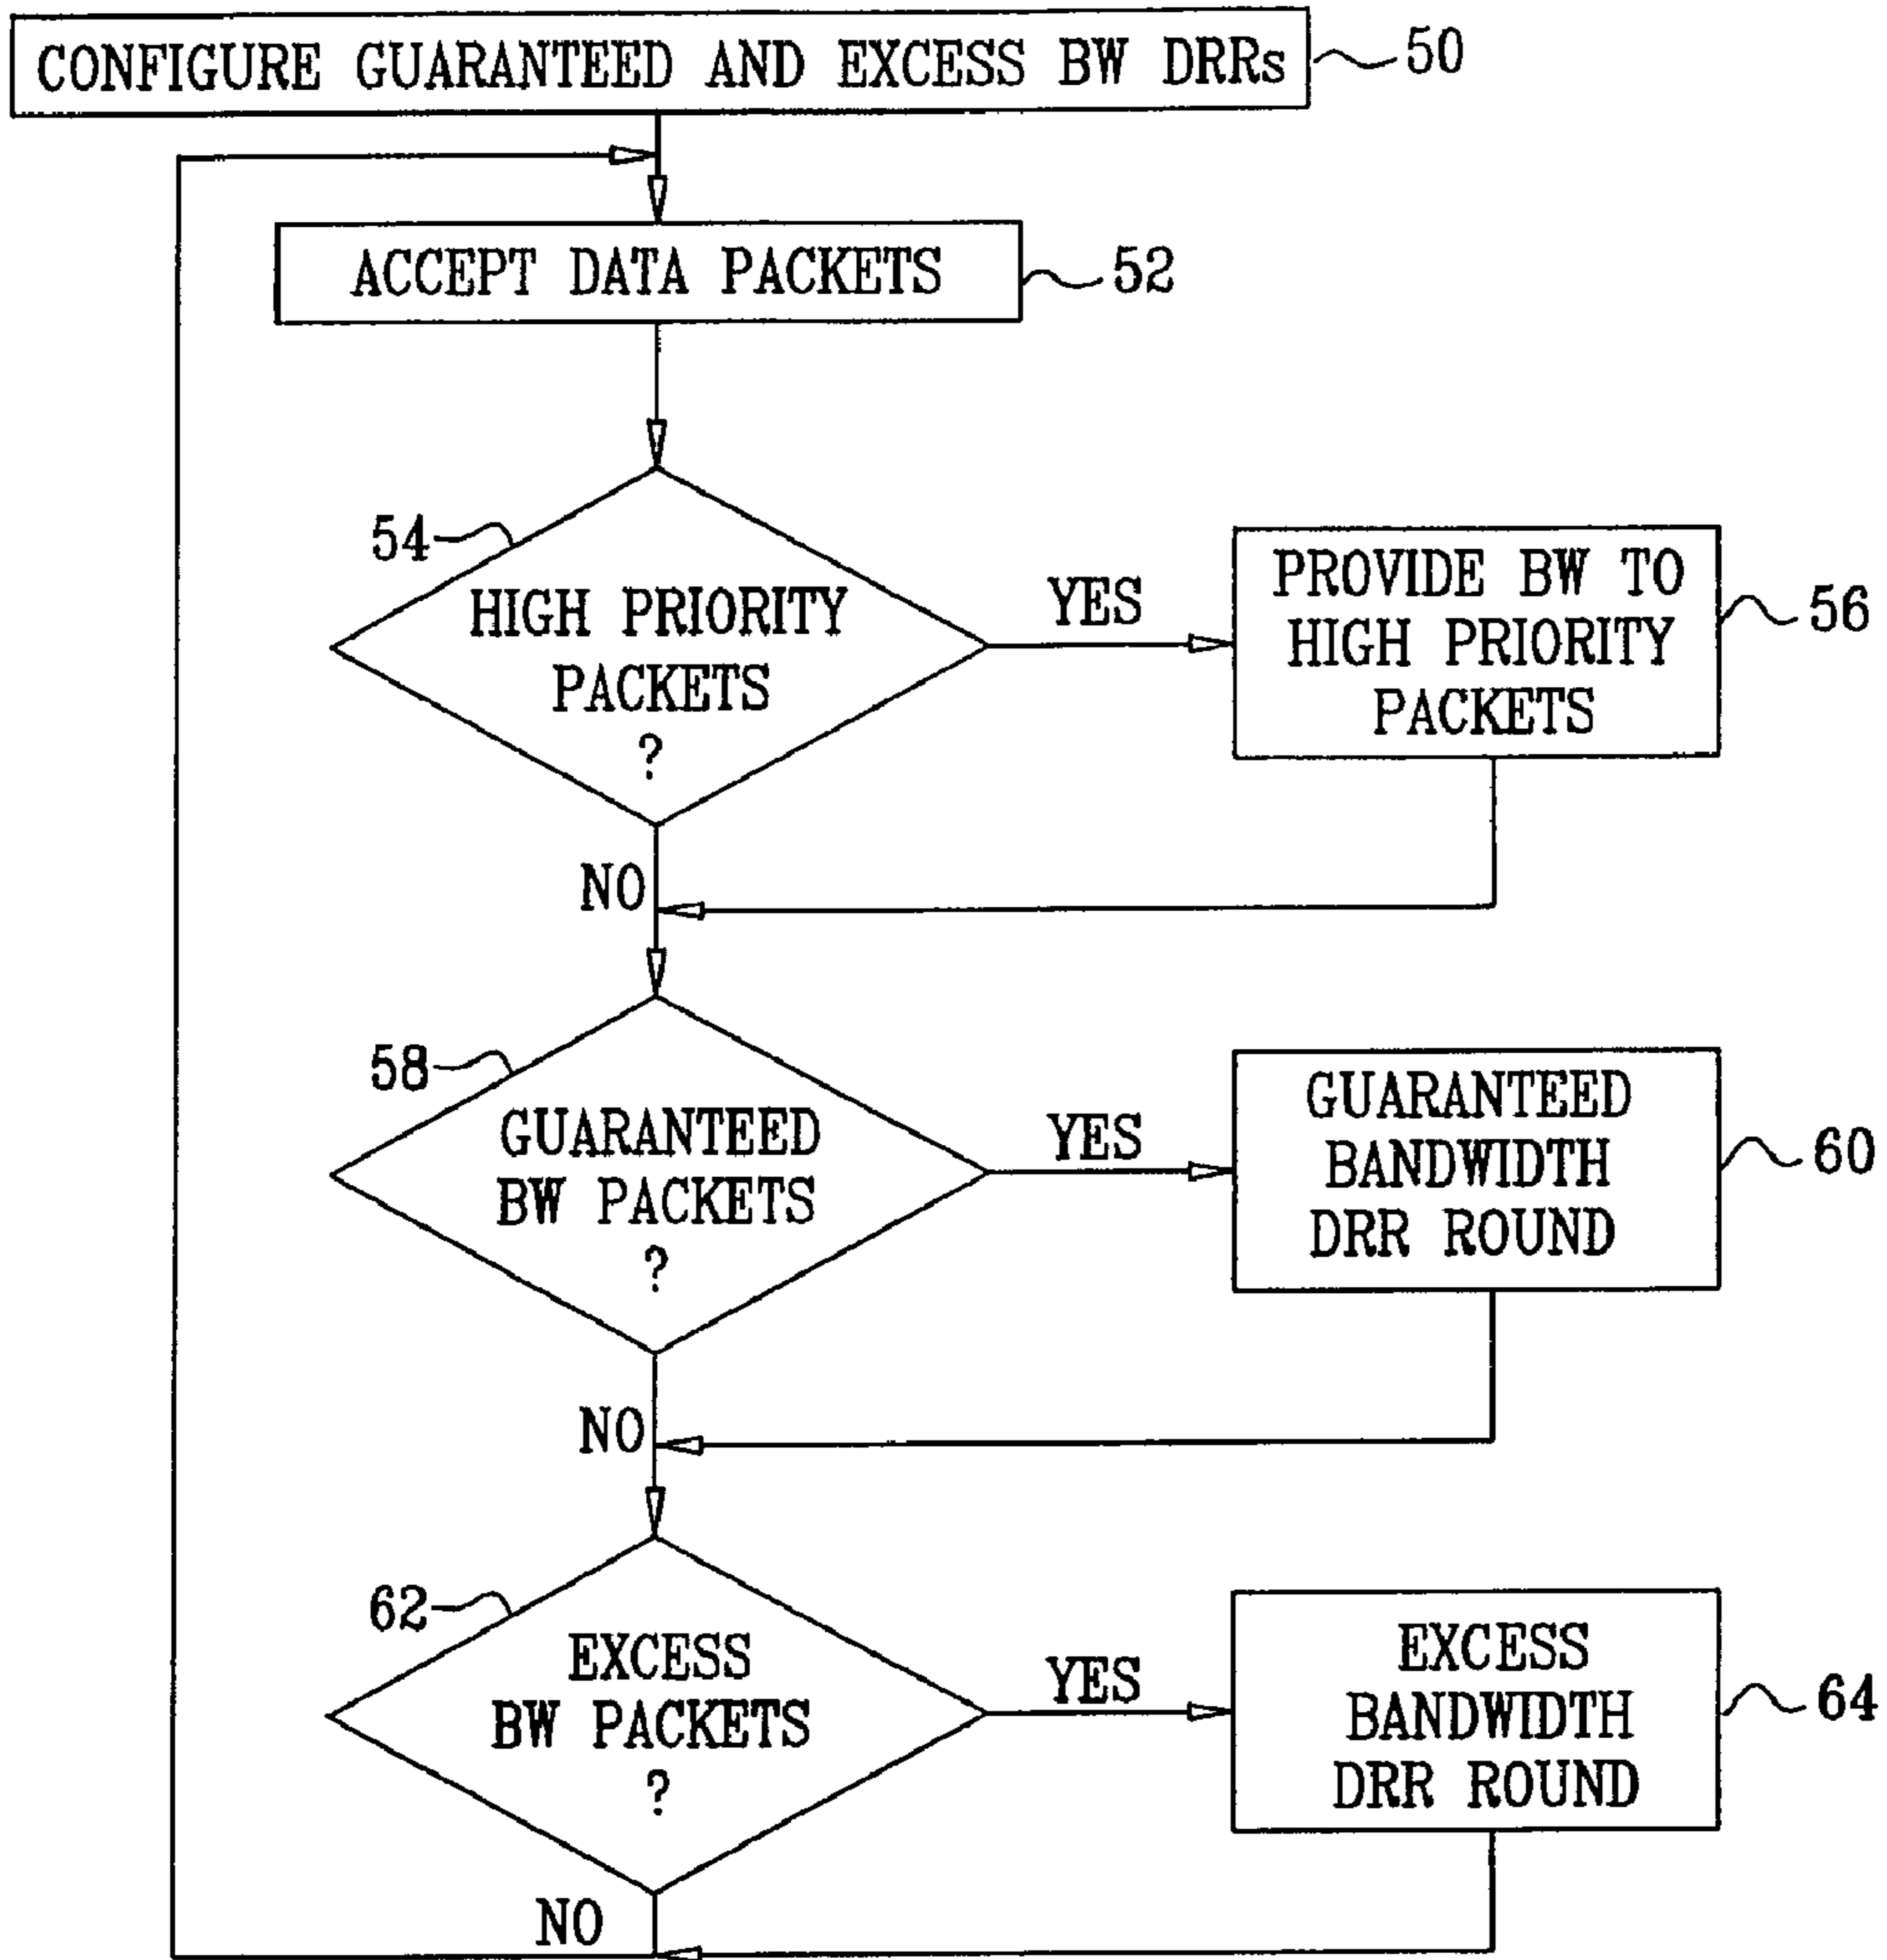 CONFIGURE GUARANTEED AND EXCESS BW DRRs
50
ACCEPT DATA PACKETS
52
54
HIGH PRIORITY
PACKETS
?
YES
PROVIDE BW TO
HIGH PRIORITY
PACKETS
56
NO
58
GUARANTEED
BW PACKETS
?
YES
GUARANTEED
BANDWIDTH
DRR ROUND
60
NO
62
EXCESS
BW PACKETS
?
YES
EXCESS
BANDWIDTH
DRR ROUND
64
NO